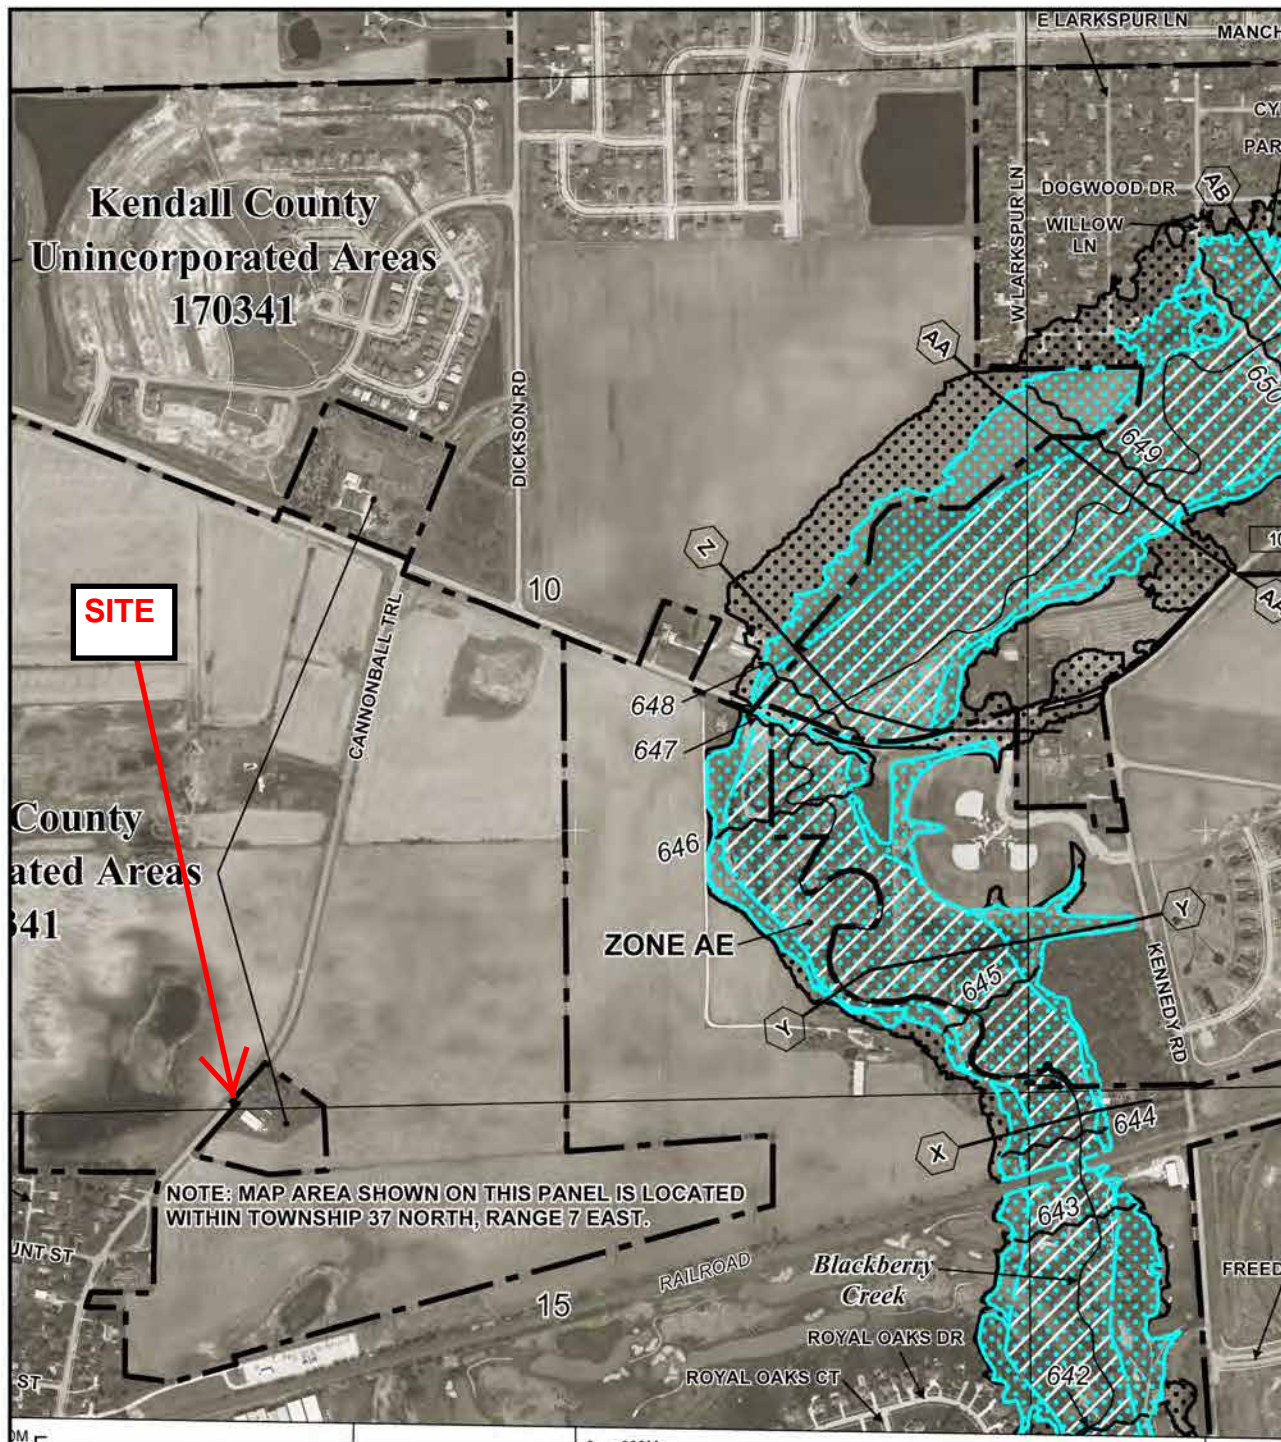 E LARKSPUR LN
MANCH
CY
PAR
Kendall County
Unincorporated Areas
170341
DOGWOOD DR
AB
WILLOW
LN
W LARKSPUR LN
AA
650
649
DICKSON RD
Z
10
10
SITE
AA
CANNONBALL TRL
648
647
County
ated Areas
341
646
ZONE AE
Y
645
Y
KENNEDY RD
644
X
NOTE: MAP AREA SHOWN ON THIS PANEL IS LOCATED
WITHIN TOWNSHIP 37 NORTH, RANGE 7 EAST.
643
UNT ST
RAILROAD
Blackberry
Creek
FREED
15
ROYAL OAKS DR
ST
ROYAL OAKS CT
642